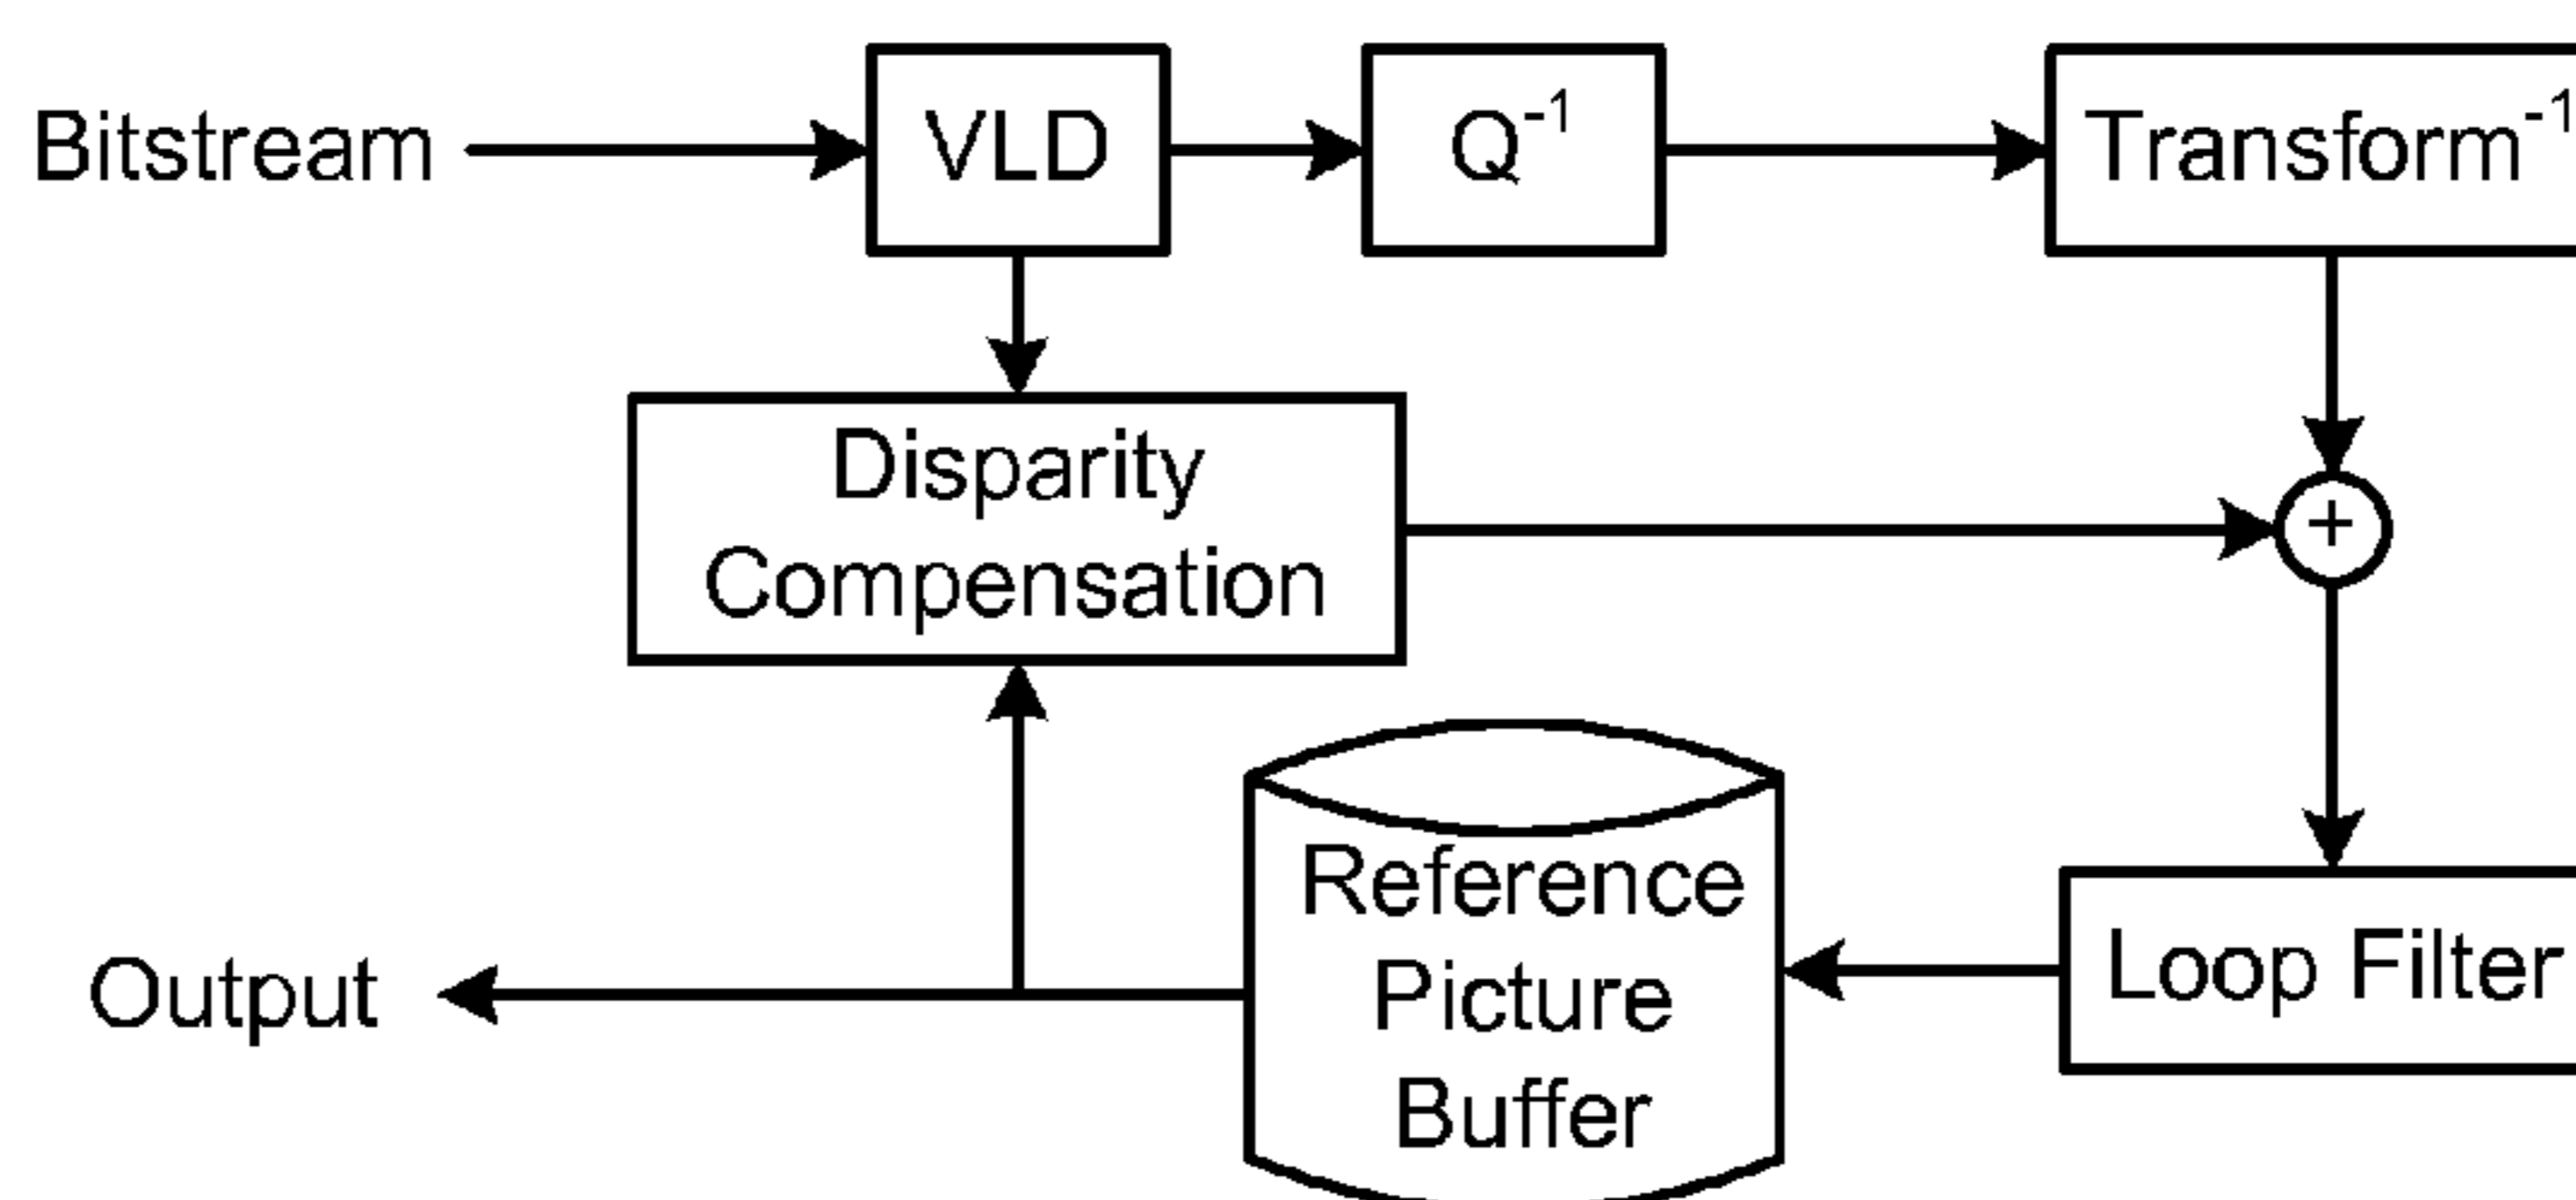 Bitstream
VLD
Q⁻¹
Transform⁻¹
Disparity
Compensation
+
Reference
Picture
Buffer
Loop Filter
Output